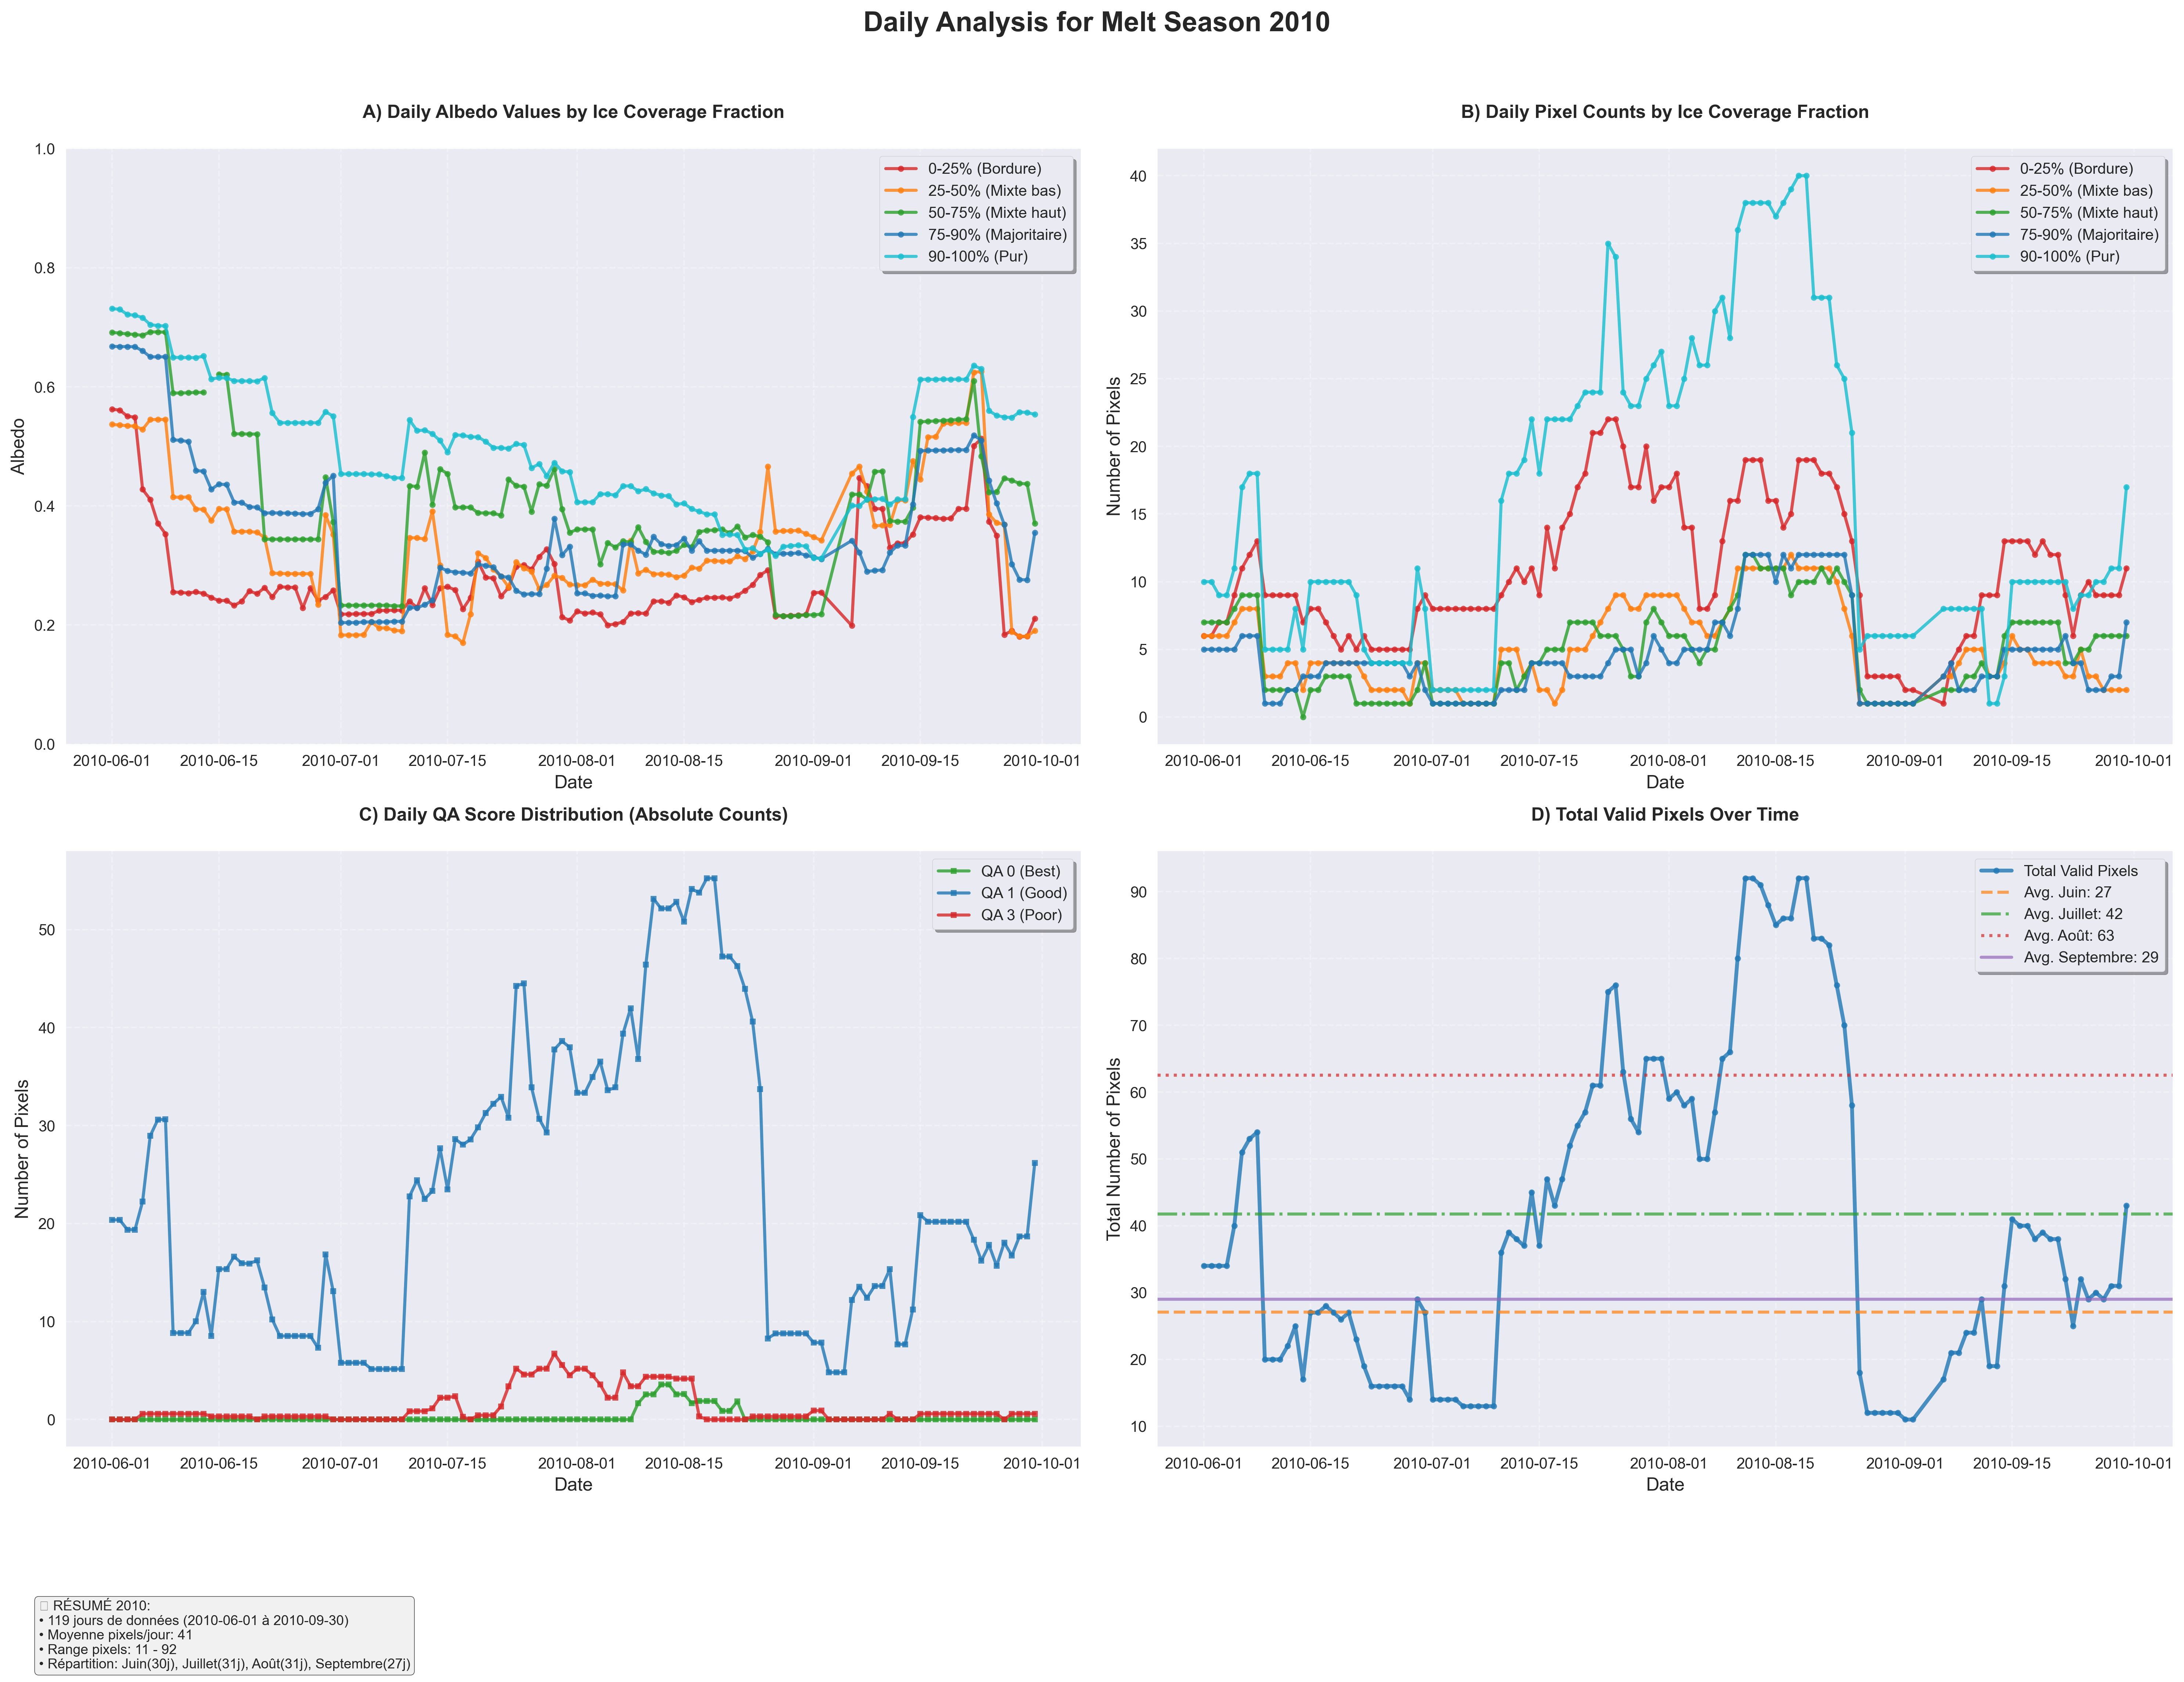 Daily Analysis for Melt Season 2010
A) Daily Albedo Values by Ice Coverage Fraction
1.0
0.8
0.6
0.4
0.2
0.0
Albedo
0-25% (Bordure)
25-50% (Mixte bas)
50-75% (Mixte haut)
75-90% (Majoritaire)
90-100% (Pur)
2010-06-01 2010-06-15 2010-07-01 2010-07-15 2010-08-01 2010-08-15 2010-09-01 2010-09-15 2010-10-01
Date
B) Daily Pixel Counts by Ice Coverage Fraction
40
35
30
25
20
15
10
5
0
Number of Pixels
0-25% (Bordure)
25-50% (Mixte bas)
50-75% (Mixte haut)
75-90% (Majoritaire)
90-100% (Pur)
2010-06-01 2010-06-15 2010-07-01 2010-07-15 2010-08-01 2010-08-15 2010-09-01 2010-09-15 2010-10-01
Date
C) Daily QA Score Distribution (Absolute Counts)
50
40
30
20
10
0
Number of Pixels
QA 0 (Best)
QA 1 (Good)
QA 3 (Poor)
2010-06-01 2010-06-15 2010-07-01 2010-07-15 2010-08-01 2010-08-15 2010-09-01 2010-09-15 2010-10-01
Date
D) Total Valid Pixels Over Time
90
80
70
60
50
40
30
20
10
Total Number of Pixels
Total Valid Pixels
Avg. Juin: 27
Avg. Juillet: 42
Avg. Août: 63
Avg. Septembre: 29
2010-06-01 2010-06-15 2010-07-01 2010-07-15 2010-08-01 2010-08-15 2010-09-01 2010-09-15 2010-10-01
Date
▯ RÉSUMÉ 2010:
• 119 jours de données (2010-06-01 à 2010-09-30)
• Moyenne pixels/jour: 41
• Range pixels: 11 - 92
• Répartition: Juin(30j), Juillet(31j), Août(31j), Septembre(27j)